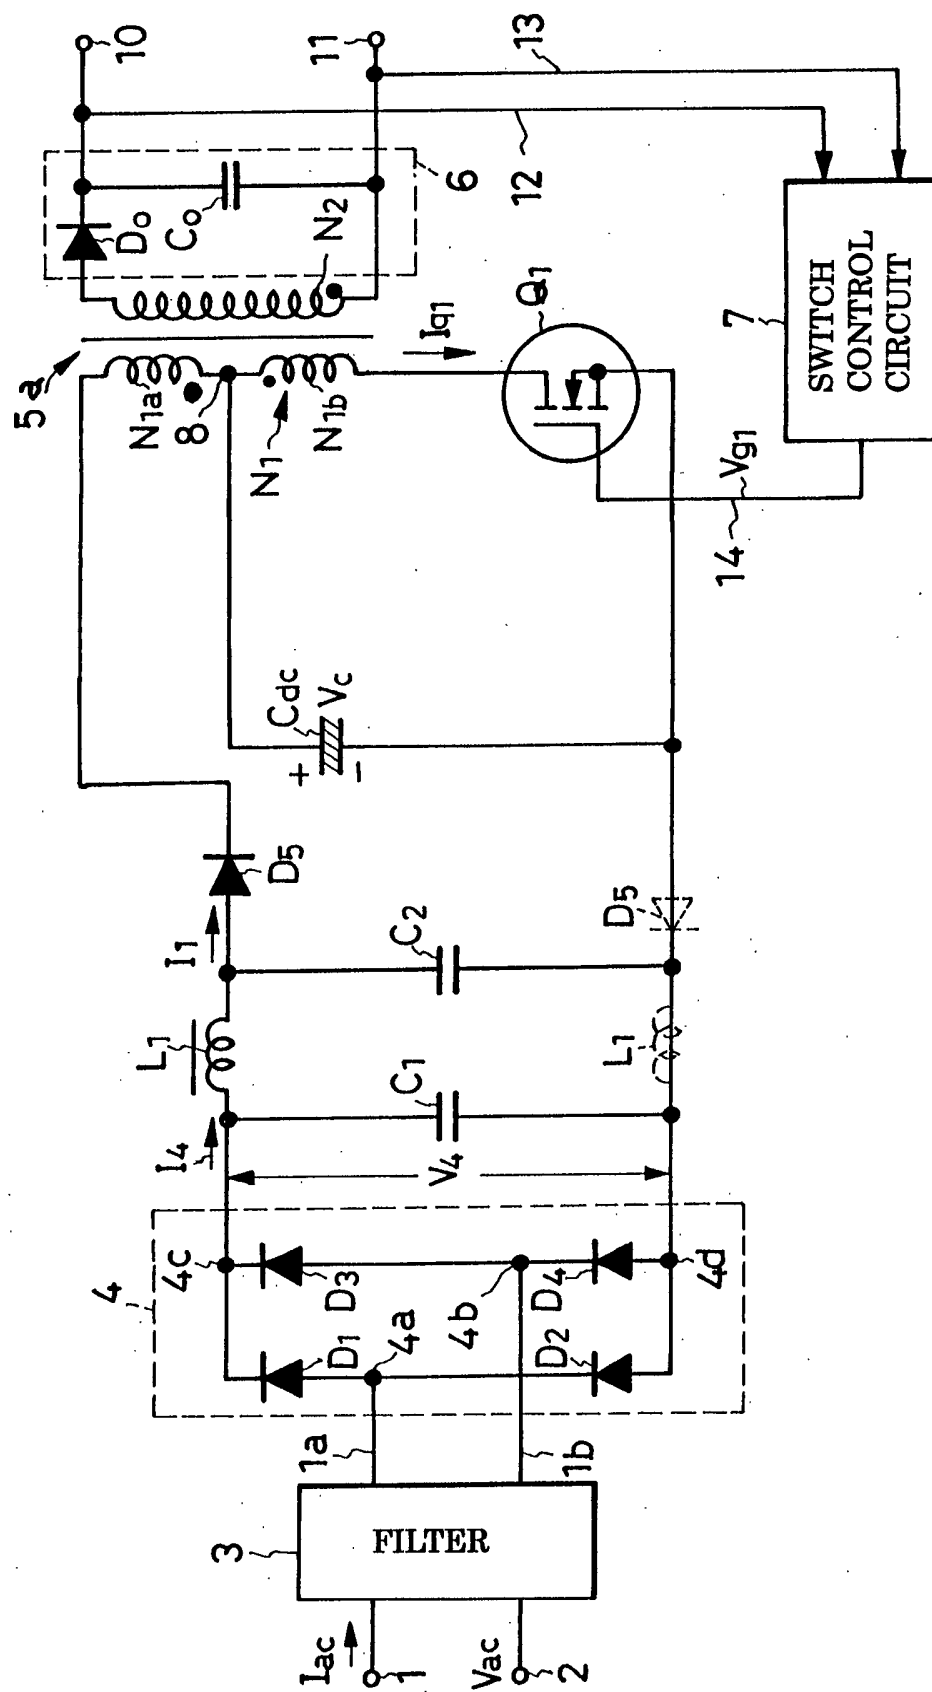 5a
N1a
8
N1
N1b
Iq1
Q1
Do
Co
N2
6
10
11
12
13
14
Vg1
7
SWITCH
CONTROL
CIRCUIT
Cdc
Vc
+
−
I1
D5
C2
D5
L1
C1
L1
I4
V4
4
4c
D3
D1
4a
4b
D4
D2
4d
1a
1b
3
FILTER
Iac
1
Vac
2